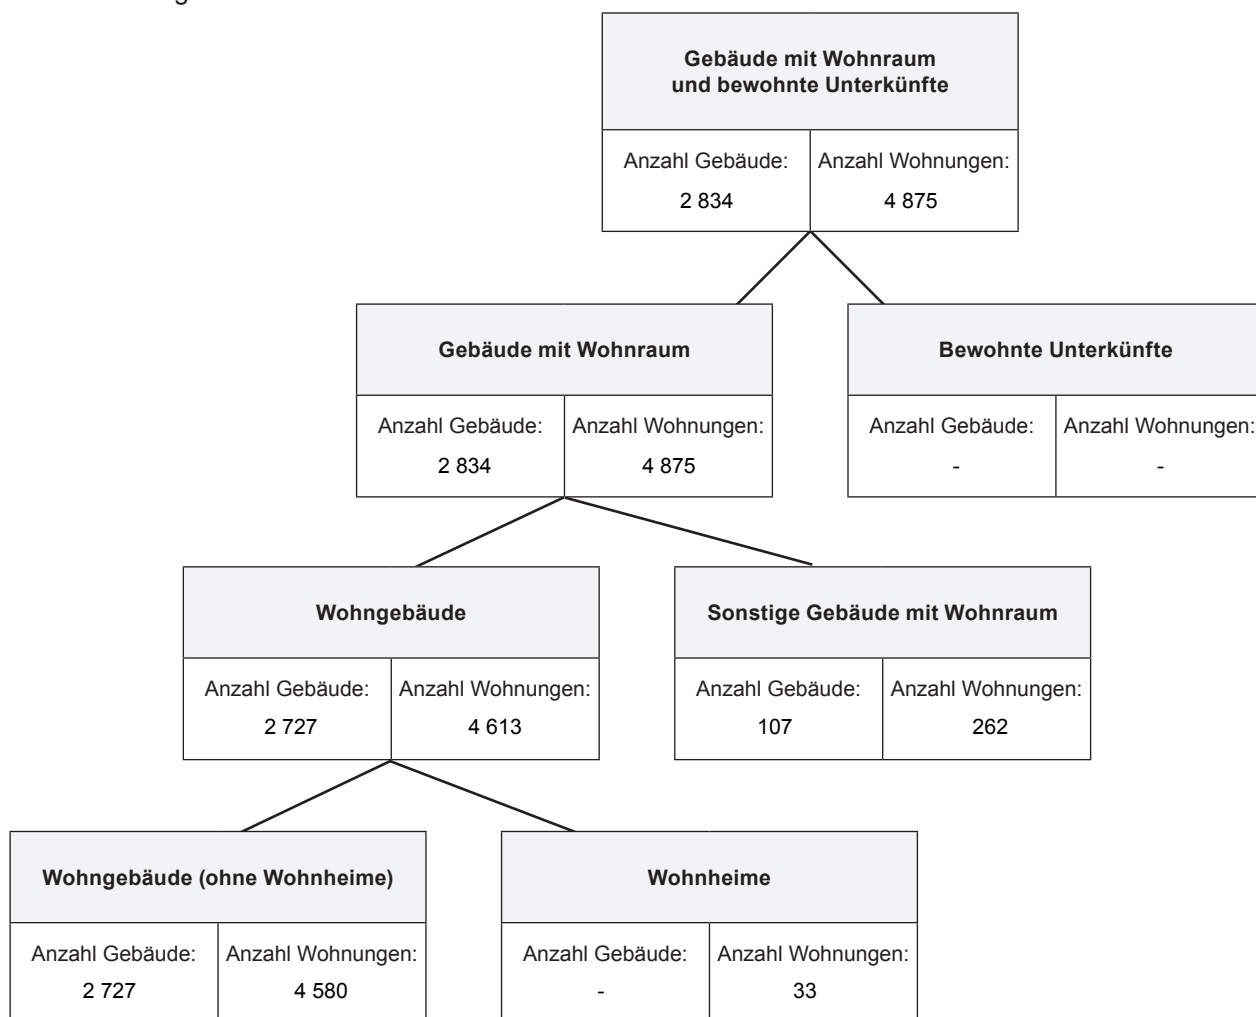 Gebäude mit Wohnraum
und bewohnte Unterkünfte
Anzahl Gebäude: Anzahl Wohnungen:
2 834 4 875
Gebäude mit Wohnraum
Anzahl Gebäude: Anzahl Wohnungen:
2 834 4 875
Bewohnte Unterkünfte
Anzahl Gebäude: Anzahl Wohnungen:
- -
Wohngebäude
Anzahl Gebäude: Anzahl Wohnungen:
2 727 4 613
Sonstige Gebäude mit Wohnraum
Anzahl Gebäude: Anzahl Wohnungen:
107 262
Wohngebäude (ohne Wohnheime)
Anzahl Gebäude: Anzahl Wohnungen:
2 727 4 580
Wohnheime
Anzahl Gebäude: Anzahl Wohnungen:
- 33